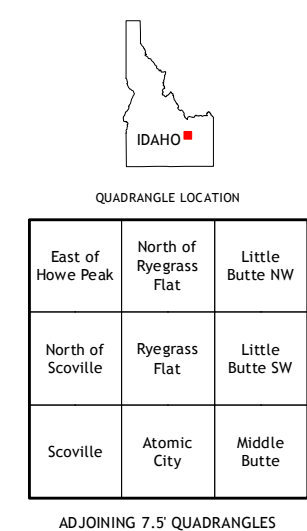 IDAHO
QUADRANGLE LOCATION
East of
Howe Peak
North of
Ryegrass
Flat
Little
Butte NW
North of
Scoville
Ryegrass
Flat
Little
Butte SW
Scoville
Atomic
City
Middle
Butte
ADJOINING 7.5' QUADRANGLES